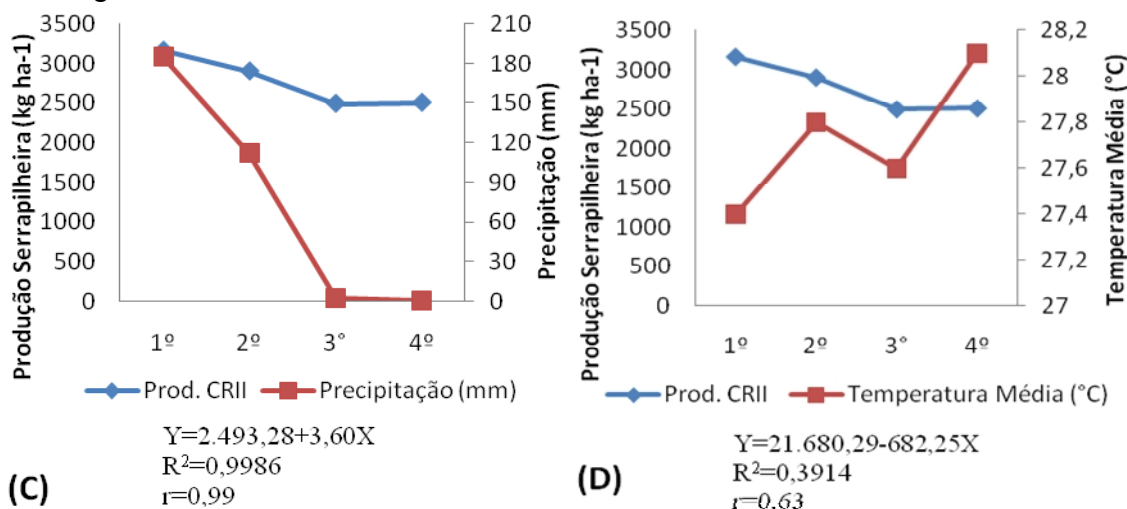 Produção Serrapilheira (kg ha-1)
3500
3000
2500
2000
1500
1000
500
0
210
180
150
120
90
60
30
0
Precipitação (mm)
1º 2º 3° 4º
Prod. CRII Precipitação (mm)
Y=2.493,28+3,60X
R²=0,9986
r=0,99
(C)
Produção Serrapilheira (kg ha-1)
3500
3000
2500
2000
1500
1000
500
0
28,2
28
27,8
27,6
27,4
27,2
27
Temperatura Média (°C)
1º 2º 3° 4º
Prod. CRII Temperatura Média (°C)
Y=21.680,29-682,25X
R²=0,3914
r=0,63
(D)